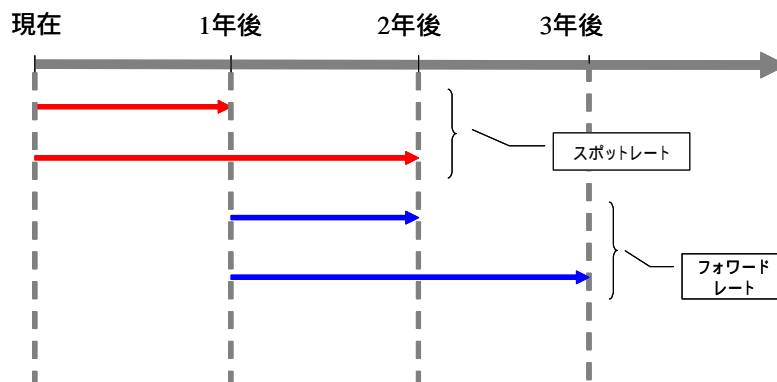 現在
1年後
2年後
3年後
スポットレート
フォワード
レート